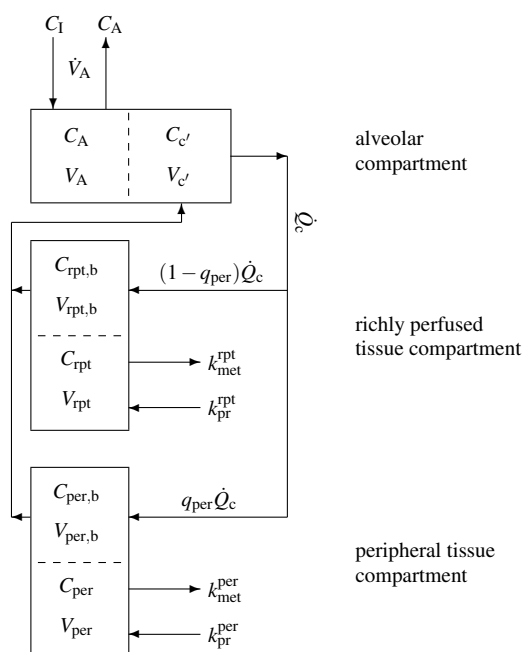 C_I C_A
V̇_A
C_A C_c′
V_A V_c′
alveolar
compartment
Q̇_c
C_rpt,b
(1 − q_per)Q̇_c
V_rpt,b
C_rpt
k_met^rpt
V_rpt
k_pr^rpt
richly perfused
tissue compartment
C_per,b
q_per Q̇_c
V_per,b
C_per
k_met^per
V_per
k_pr^per
peripheral tissue
compartment